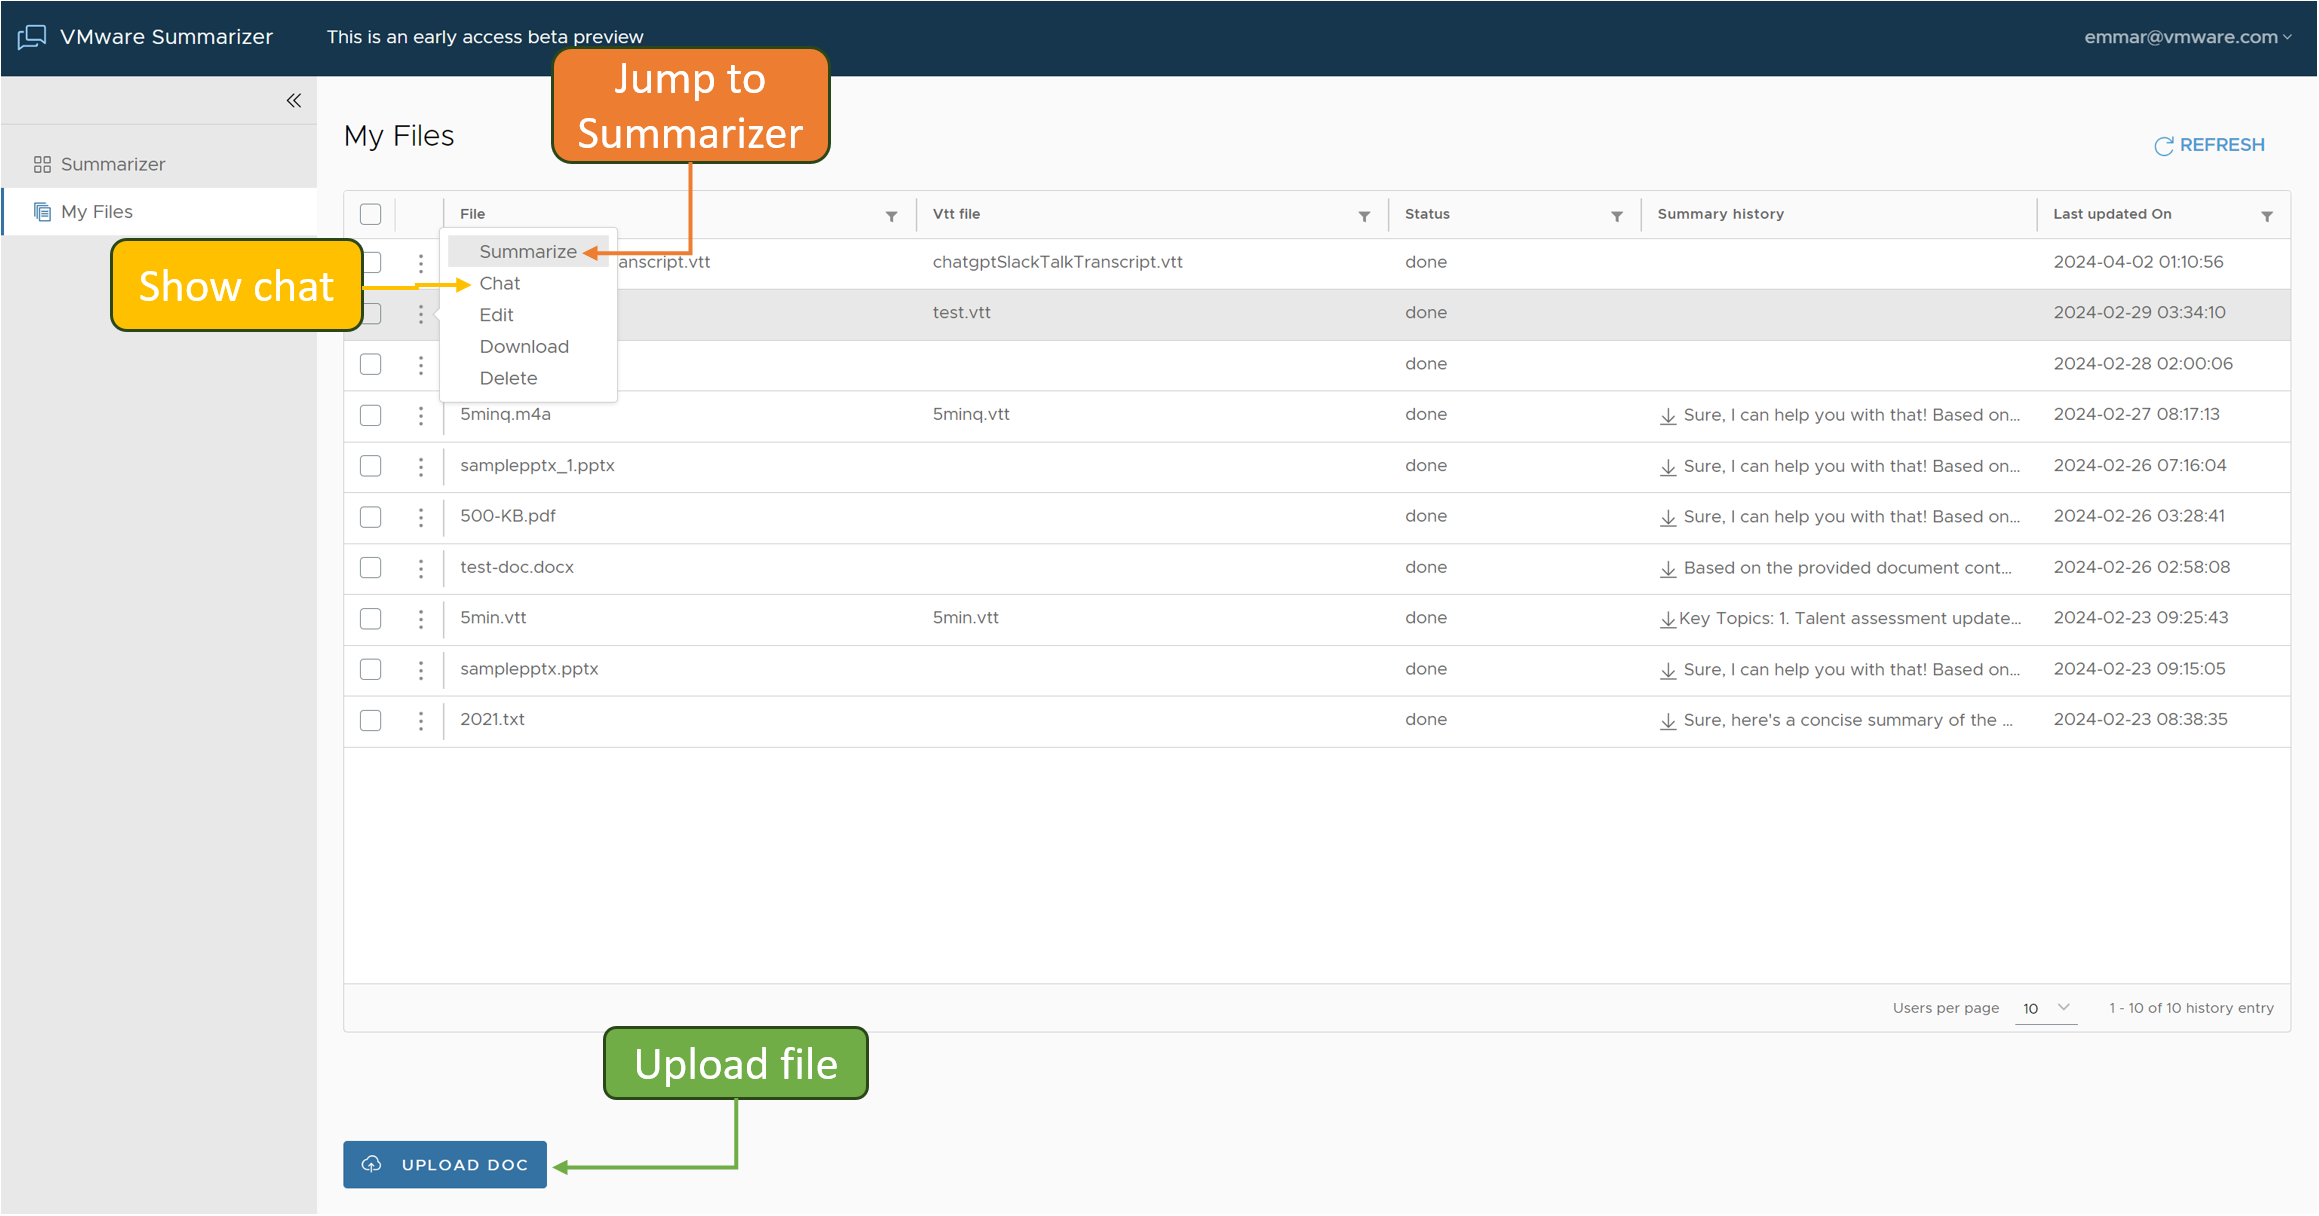 VMware Summarizer
This is an early access beta preview
emmar@vmware.com
Jump to
Summarizer
My Files
REFRESH
Summarizer
My Files
File
Vtt file
Status
Summary history
Last updated On
Show chat
Summarize
Chat
Edit
Download
Delete
anscript.vtt chatgptSlackTalkTranscript.vtt done 2024-04-02 01:10:56
test.vtt done 2024-02-29 03:34:10
done 2024-02-28 02:00:06
5minq.m4a 5minq.vtt done Sure, I can help you with that! Based on... 2024-02-27 08:17:13
samplepptx_1.pptx done Sure, I can help you with that! Based on... 2024-02-26 07:16:04
500-KB.pdf done Sure, I can help you with that! Based on... 2024-02-26 03:28:41
test-doc.docx done Based on the provided document cont... 2024-02-26 02:58:08
5min.vtt 5min.vtt done Key Topics: 1. Talent assessment update... 2024-02-23 09:25:43
samplepptx.pptx done Sure, I can help you with that! Based on... 2024-02-23 09:15:05
2021.txt done Sure, here's a concise summary of the ... 2024-02-23 08:38:35
Users per page 10 1 - 10 of 10 history entry
Upload file
UPLOAD DOC